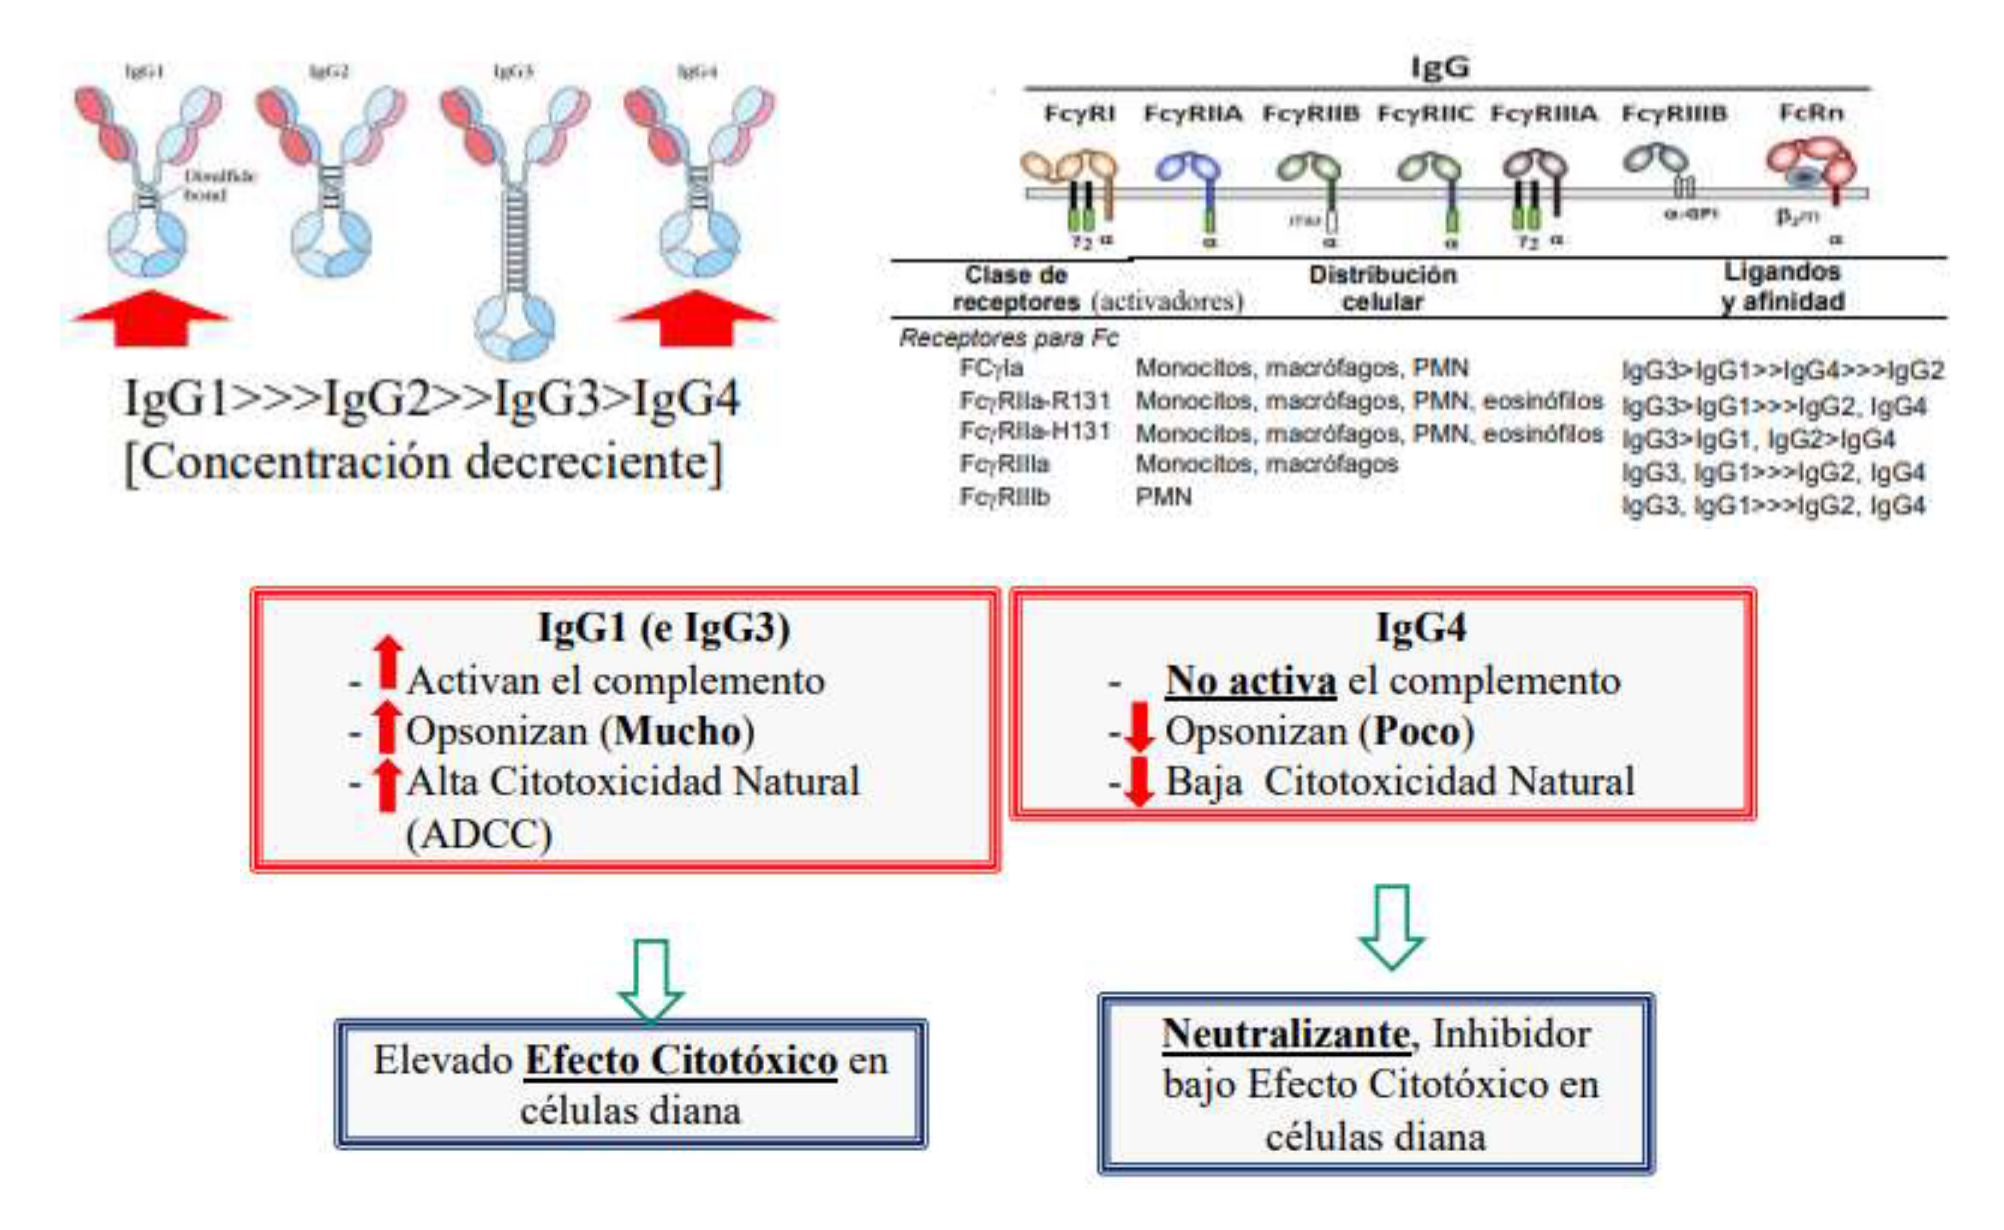 IgG1 IgG2 IgG3 IgG4
Disulfide
bond
IgG1>>>IgG2>>IgG3>IgG4
[Concentración decreciente]
IgG
FcγRI FcγRIIA FcγRIIB FcγRIIC FcγRIIIA FcγRIIIB FcRn
α-GPI β₂m
γ2 α α α α γ2 α α
Clase de receptores (activadores) Distribución celular Ligandos y afinidad
Receptores para Fc
FCγIa Monocitos, macrófagos, PMN IgG3>IgG1>>IgG4>>>IgG2
FcγRIIa-R131 Monocitos, macrófagos, PMN, eosinófilos IgG3>IgG1>>>IgG2, IgG4
FcγRIIa-H131 Monocitos, macrófagos, PMN, eosinófilos IgG3>IgG1, IgG2>IgG4
FcγRIIIa Monocitos, macrófagos IgG3, IgG1>>>IgG2, IgG4
FcγRIIIb PMN IgG3, IgG1>>>IgG2, IgG4
IgG1 (e IgG3)
- Activan el complemento
- Opsonizan (Mucho)
- Alta Citotoxicidad Natural
(ADCC)
IgG4
- No activa el complemento
- Opsonizan (Poco)
- Baja Citotoxicidad Natural
Elevado Efecto Citotóxico en
células diana
Neutralizante, Inhibidor
bajo Efecto Citotóxico en
células diana